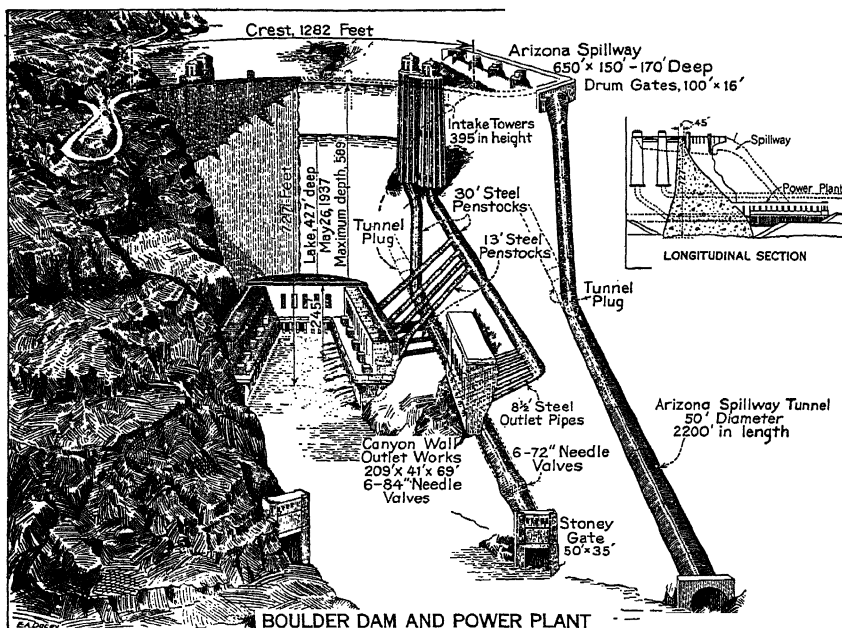 Crest, 1282 Feet
Arizona Spillway
650'× 150'-170' Deep
Drum Gates, 100'× 16'
Intake Towers
395 in height
45'
Spillway
Power Plant
LONGITUDINAL SECTION
727 Feet
Lake, 427' deep
May 26, 1937
Maximum depth, 589'
30' Steel
Penstocks
Tunnel
Plug
13' Steel
Penstocks
Tunnel
Plug
8½' Steel
Outlet Pipes
Arizona Spillway Tunnel
50' Diameter
2200' in length
Canyon Wall
Outlet Works
209'× 41'× 69'
6-84" Needle
Valves
6-72" Needle
Valves
Stoney
Gate
50'× 35'
BOULDER DAM AND POWER PLANT